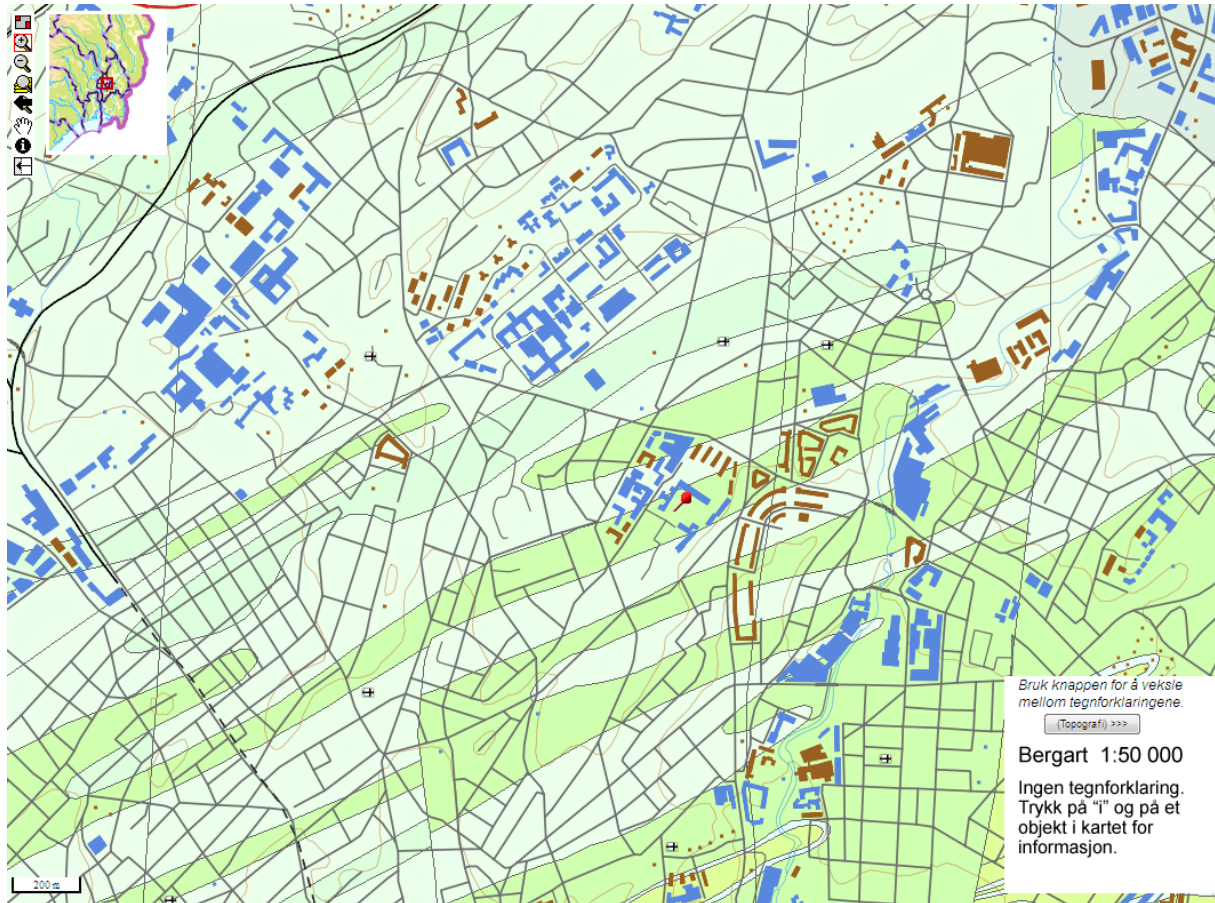 Bruk knappen for å veksle
mellom tegnforklaringene.
(Topografi) >>>
Bergart 1:50 000
Ingen tegnforklaring.
Trykk på "i" og på et
objekt i kartet for
informasjon.
200 m